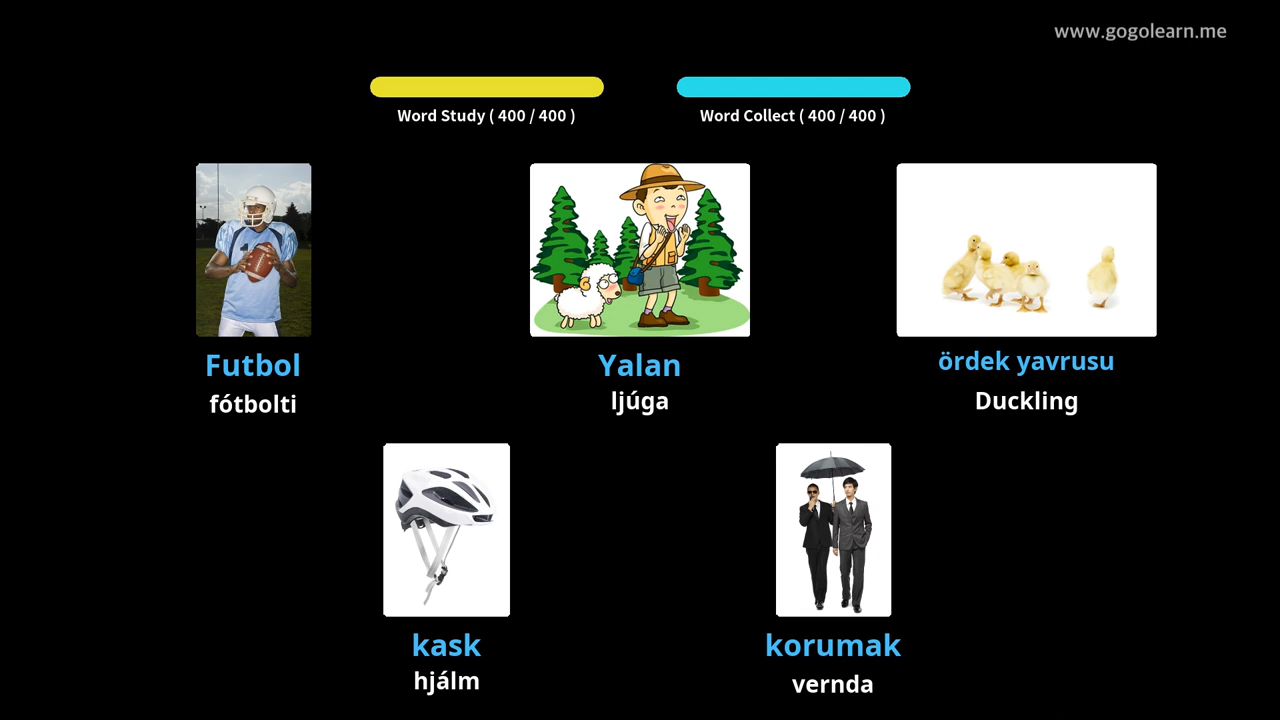 www.gogolearn.me
Word Study ( 400 / 400 )
Word Collect ( 400 / 400 )
Futbol
fótbolti
Yalan
ljúga
ördek yavrusu
Duckling
kask
hjálm
korumak
vernda